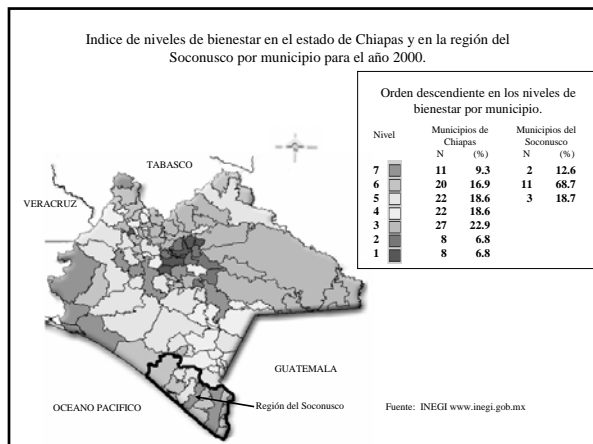 Indice de niveles de bienestar en el estado de Chiapas y en la región del
Soconusco por municipio para el año 2000.
Orden descendiente en los niveles de
bienestar por municipio.
Nivel Municipios de Chiapas Municipios del Soconusco
N (%) N (%)
7 11 9.3 2 12.6
6 20 16.9 11 68.7
5 22 18.6 3 18.7
4 22 18.6
3 27 22.9
2 8 6.8
1 8 6.8
TABASCO
VERACRUZ
GUATEMALA
OCEANO PACIFICO
Región del Soconusco
Fuente: INEGI www.inegi.gob.mx